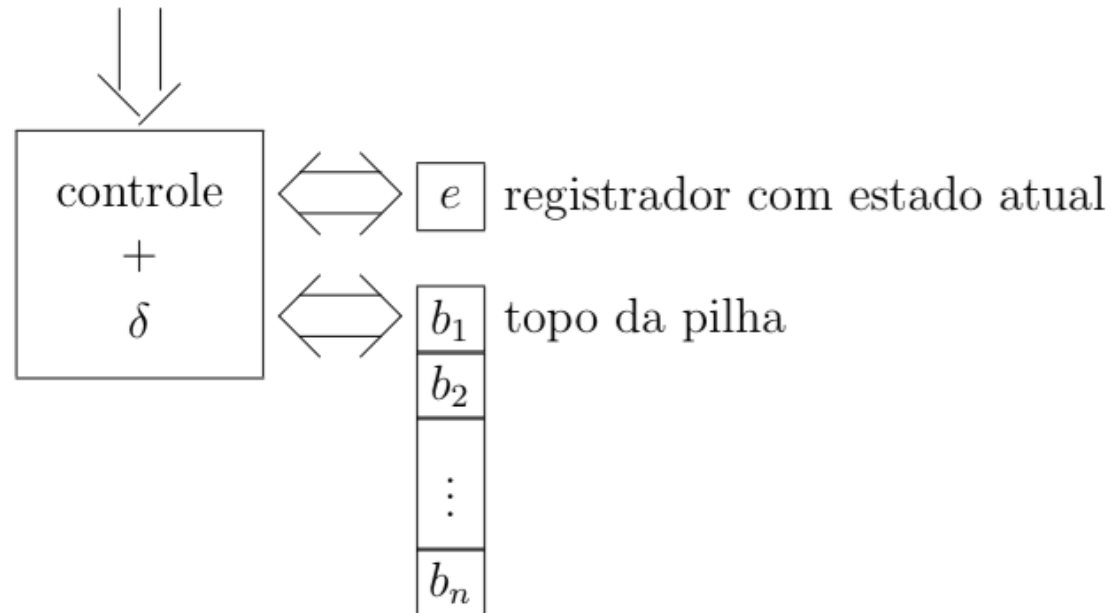 controle
+
δ
e registrador com estado atual
b₁ topo da pilha
b₂
⋮
bₙ